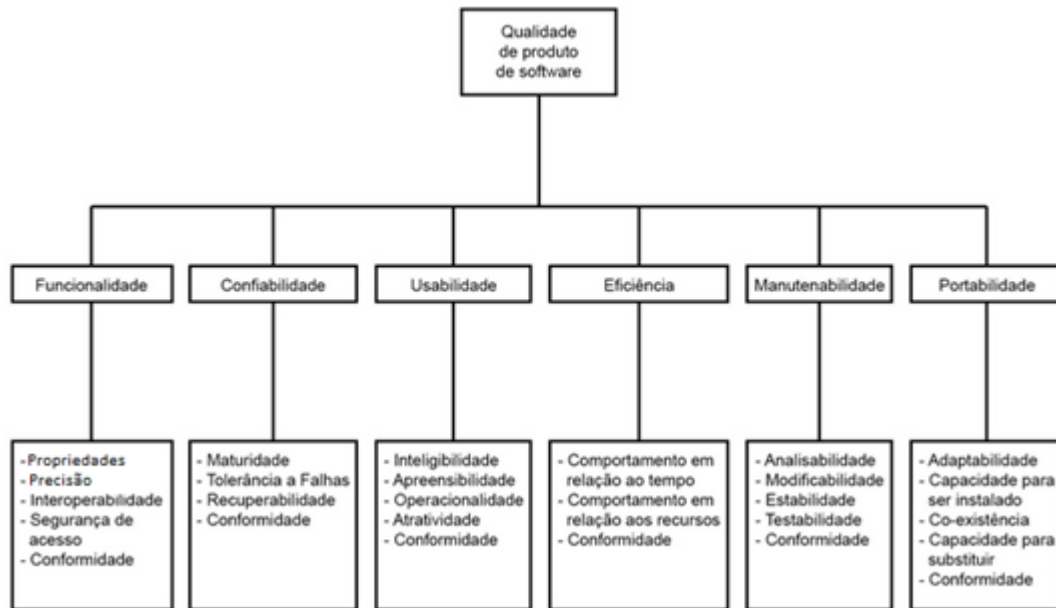 Qualidade
de produto
de software
Funcionalidade
Confiabilidade
Usabilidade
Eficiência
Manutenabilidade
Portabilidade
-Propriedades
-Precisão
- Interoperabilidade
- Segurança de
acesso
- Conformidade
- Maturidade
- Tolerância a Falhas
- Recuperabilidade
- Conformidade
- Inteligibilidade
- Apreensibilidade
- Operacionalidade
- Atratividade
- Conformidade
- Comportamento em
relação ao tempo
- Comportamento em
relação aos recursos
- Conformidade
- Analisabilidade
- Modificabilidade
- Estabilidade
- Testabilidade
- Conformidade
- Adaptabilidade
- Capacidade para
ser instalado
- Co-existência
- Capacidade para
substituir
- Conformidade